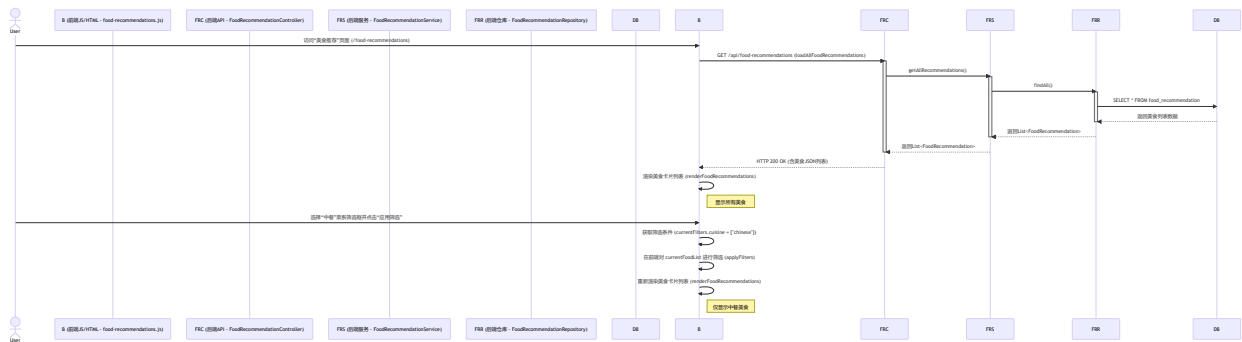 B (前端JS/HTML - food-recommendations.js)
FRC (后端API - FoodRecommendationController)
FRS (后端服务 - FoodRecommendationService)
FRR (后端仓库 - FoodRecommendationRepository)
DB
B
FRC
FRS
FRR
DB
User
访问"美食推荐"页面 (/food-recommendations)
GET /api/food-recommendations (loadAllFoodRecommendations)
getAllRecommendations()
findAll()
SELECT * FROM food_recommendation
返回美食列表数据
返回List<FoodRecommendation>
返回List<FoodRecommendation>
HTTP 200 OK (含美食JSON列表)
渲染美食卡片列表 (renderFoodRecommendations)
显示所有美食
选择"中餐"菜系筛选框并点击"应用筛选"
获取筛选条件 (currentFilters.cuisine = ['chinese'])
在前端对 currentFoodList 进行筛选 (applyFilters)
重新渲染美食卡片列表 (renderFoodRecommendations)
仅显示中餐美食
B (前端JS/HTML - food-recommendations.js)
FRC (后端API - FoodRecommendationController)
FRS (后端服务 - FoodRecommendationService)
FRR (后端仓库 - FoodRecommendationRepository)
DB
B
FRC
FRS
FRR
DB
User